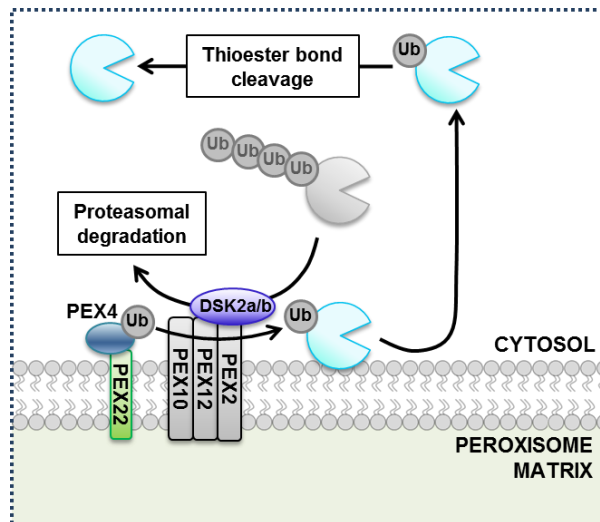 Thioester bond
cleavage
Ub
Ub
Ub
Ub
Ub
Proteasomal
degradation
DSK2a/b
PEX4
Ub
Ub
PEX22
PEX10
PEX12
PEX2
CYTOSOL
PEROXISOME
MATRIX